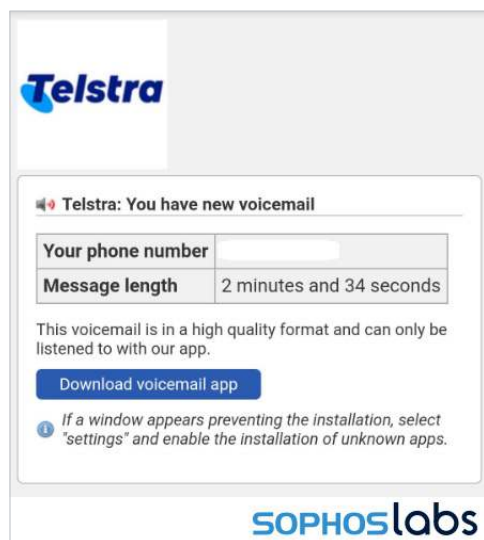 Telstra
Telstra: You have new voicemail
Your phone number
Message length 2 minutes and 34 seconds
This voicemail is in a high quality format and can only be
listened to with our app.
Download voicemail app
If a window appears preventing the installation, select
"settings" and enable the installation of unknown apps.
SOPHOSlabs